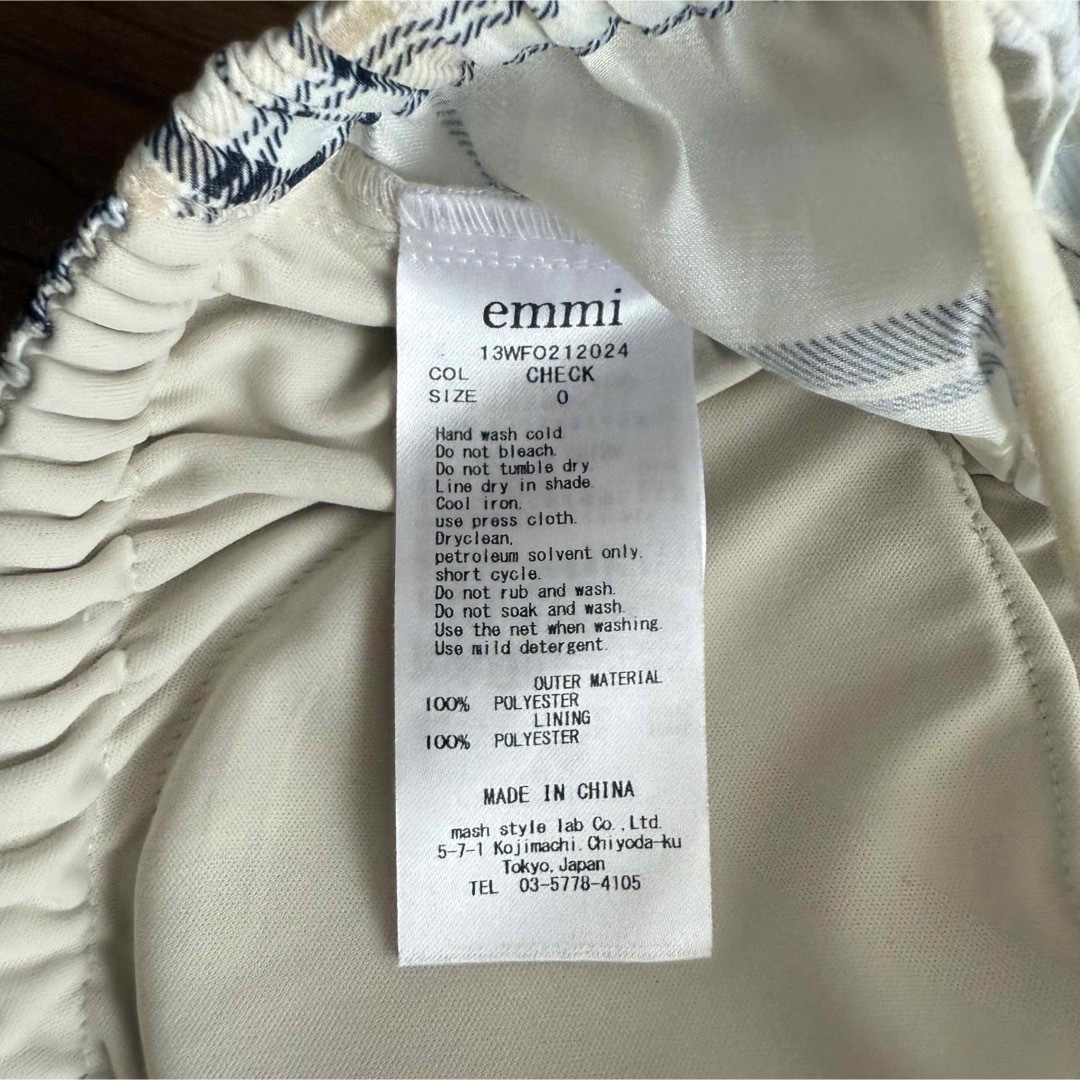 emmi
13WFO212024
COL CHECK
SIZE 0
Hand wash cold
Do not bleach.
Do not tumble dry
Line dry in shade.
Cool iron.
use press cloth.
Dryclean,
petroleum solvent only,
short cycle.
Do not rub and wash.
Do not soak and wash.
Use the net when washing.
Use mild detergent.
OUTER MATERIAL
100% POLYESTER
LINING
100% POLYESTER
MADE IN CHINA
mash style lab Co.,Ltd.
5-7-1 Kojimachi.Chiyoda-ku
Tokyo,Japan
TEL 03-5778-4105